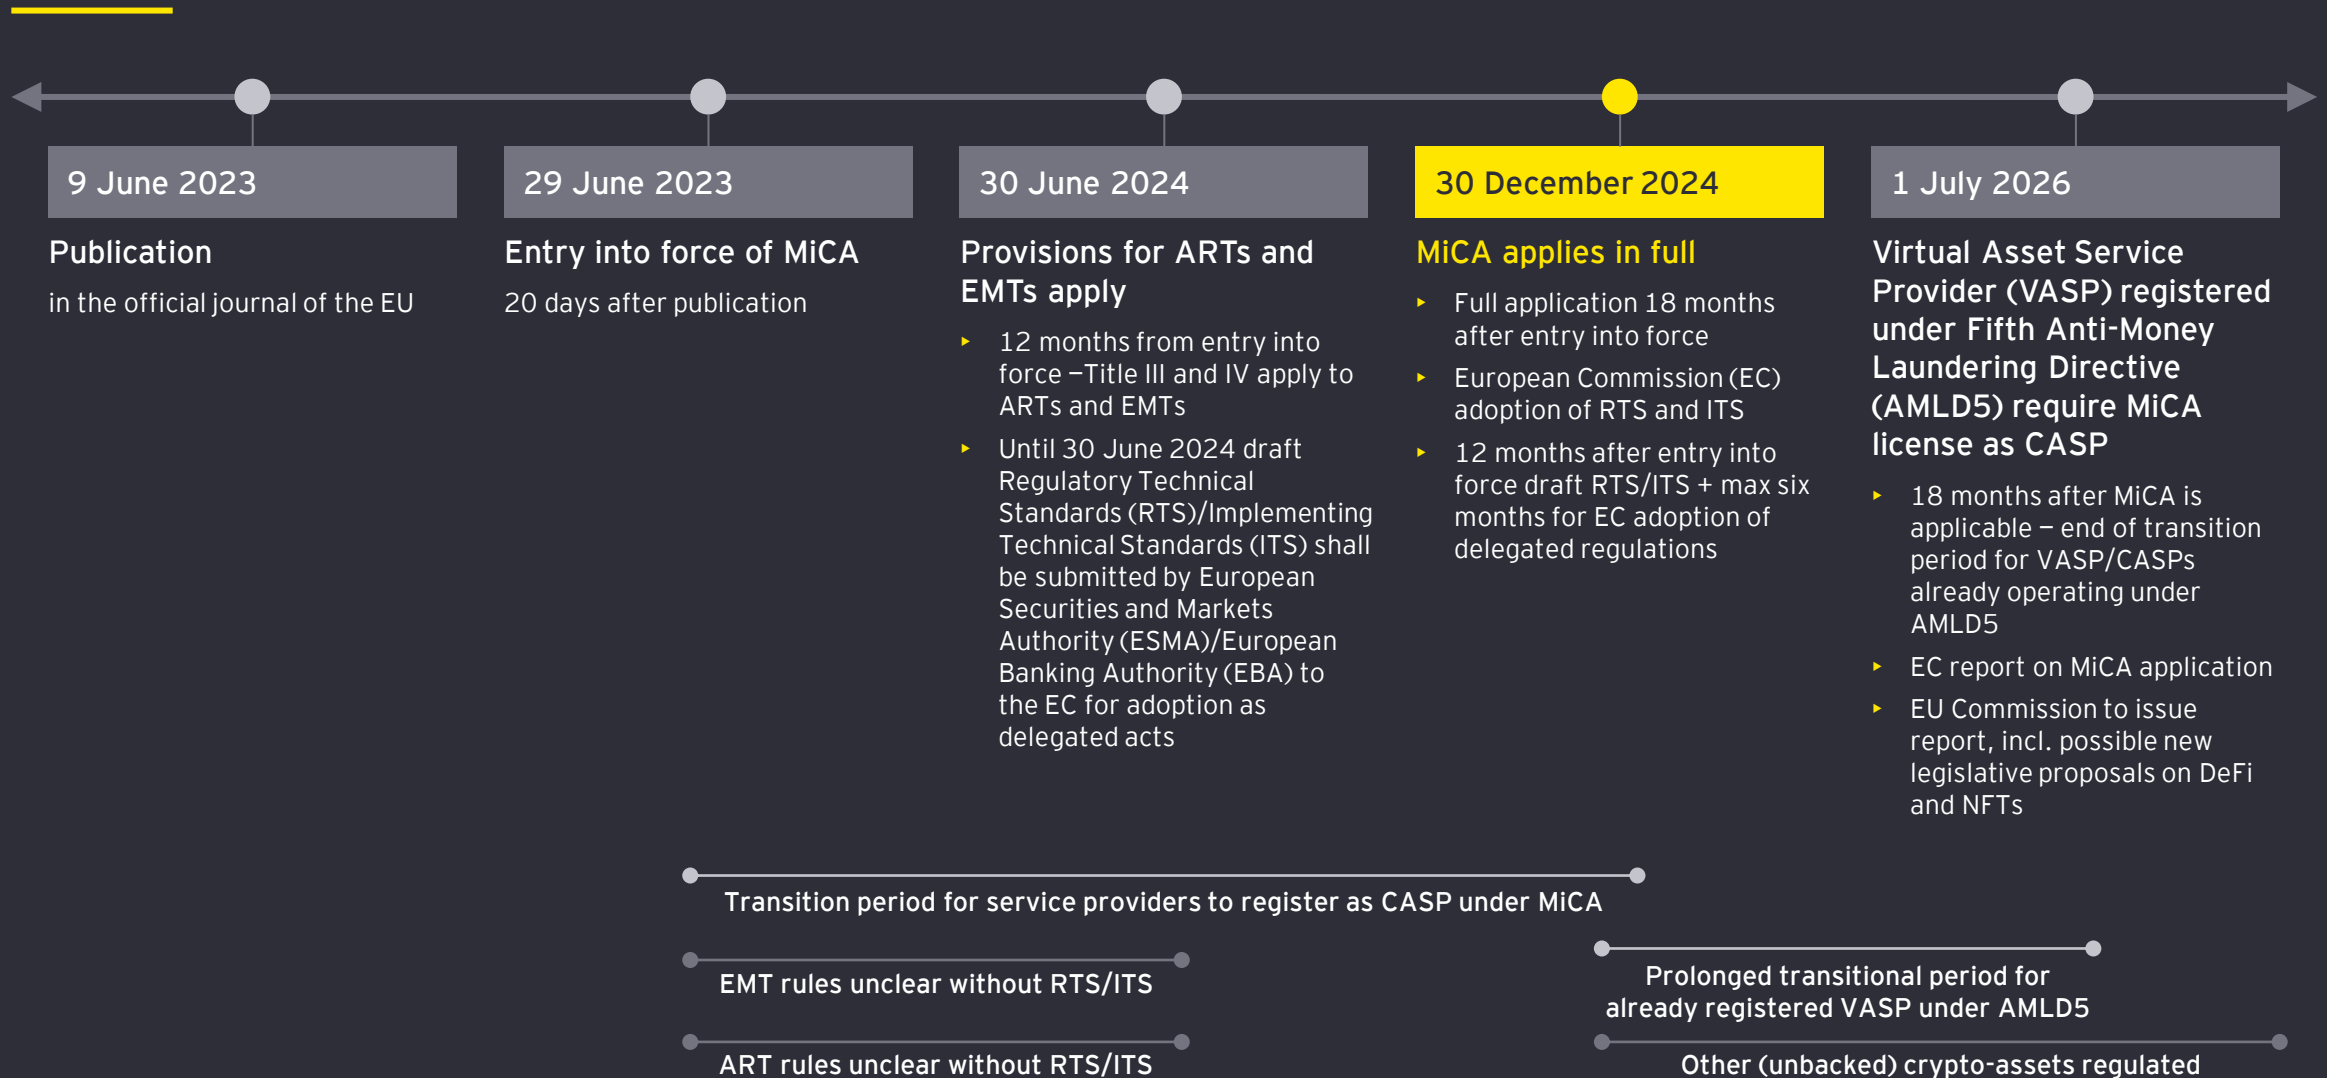 9 June 2023
Publication
in the official journal of the EU
29 June 2023
Entry into force of MiCA
20 days after publication
30 June 2024
Provisions for ARTs and
EMTs apply
‣ 12 months from entry into
force –Title III and IV apply to
ARTs and EMTs
‣ Until 30 June 2024 draft
Regulatory Technical
Standards (RTS)/Implementing
Technical Standards (ITS) shall
be submitted by European
Securities and Markets
Authority (ESMA)/European
Banking Authority (EBA) to
the EC for adoption as
delegated acts
30 December 2024
MiCA applies in full
‣ Full application 18 months
after entry into force
‣ European Commission (EC)
adoption of RTS and ITS
‣ 12 months after entry into
force draft RTS/ITS + max six
months for EC adoption of
delegated regulations
1 July 2026
Virtual Asset Service
Provider (VASP) registered
under Fifth Anti-Money
Laundering Directive
(AMLD5) require MiCA
license as CASP
‣ 18 months after MiCA is
applicable – end of transition
period for VASP/CASPs
already operating under
AMLD5
‣ EC report on MiCA application
‣ EU Commission to issue
report, incl. possible new
legislative proposals on DeFi
and NFTs
Transition period for service providers to register as CASP under MiCA
EMT rules unclear without RTS/ITS
ART rules unclear without RTS/ITS
Prolonged transitional period for
already registered VASP under AMLD5
Other (unbacked) crypto-assets regulated